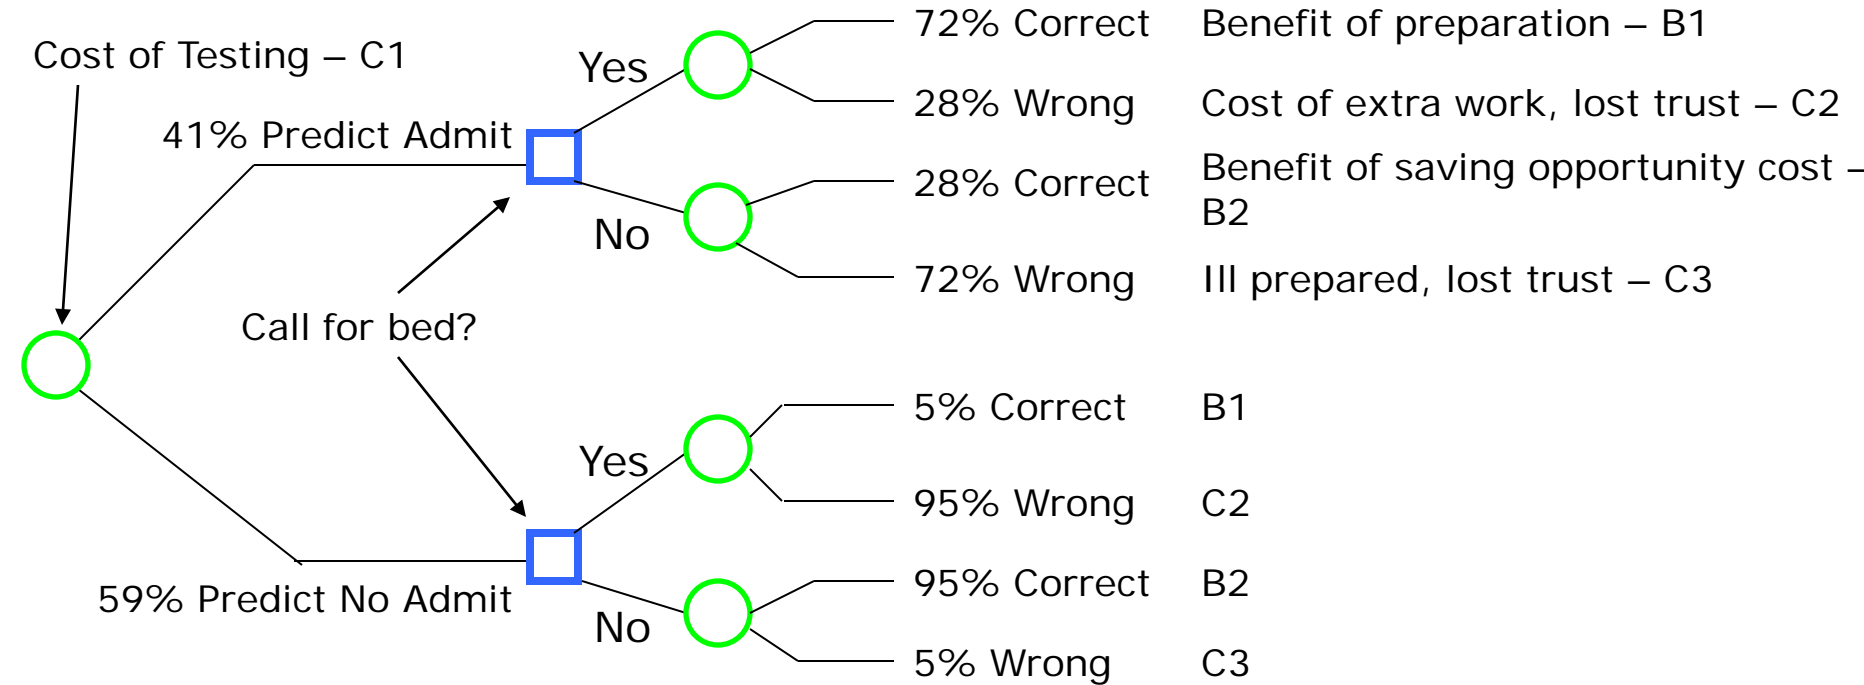 Cost of Testing – C1
41% Predict Admit
Yes
72% Correct
Benefit of preparation – B1
28% Wrong
Cost of extra work, lost trust – C2
No
28% Correct
Benefit of saving opportunity cost –
B2
72% Wrong
Ill prepared, lost trust – C3
Call for bed?
59% Predict No Admit
Yes
5% Correct
B1
95% Wrong
C2
No
95% Correct
B2
5% Wrong
C3